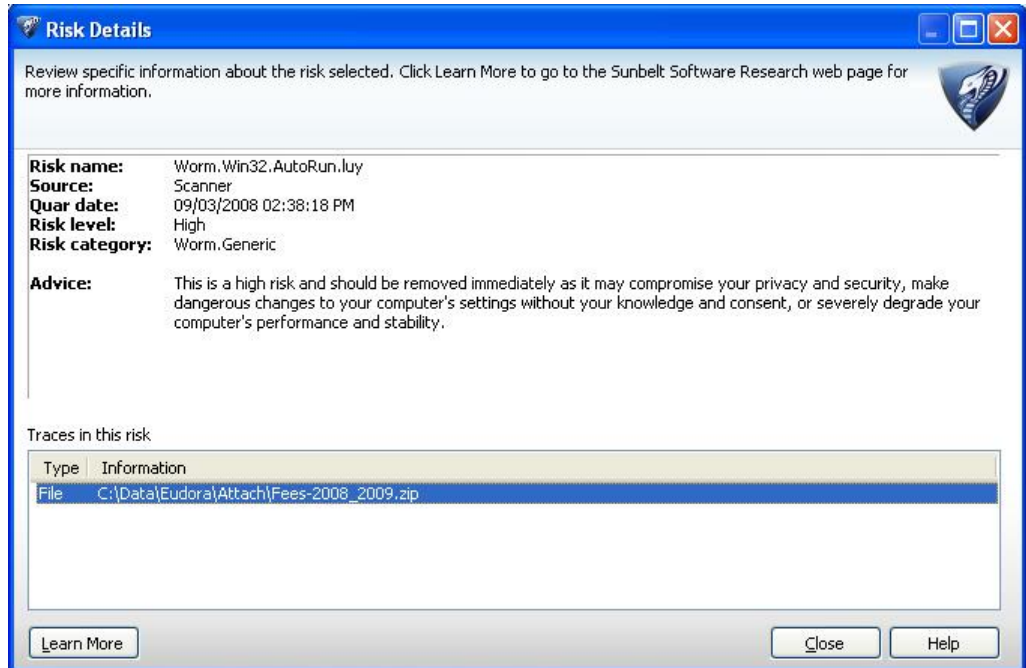 Risk Details
Review specific information about the risk selected. Click Learn More to go to the Sunbelt Software Research web page for
more information.
Risk name: Worm.Win32.AutoRun.luy
Source: Scanner
Quar date: 09/03/2008 02:38:18 PM
Risk level: High
Risk category: Worm.Generic
Advice: This is a high risk and should be removed immediately as it may compromise your privacy and security, make
dangerous changes to your computer's settings without your knowledge and consent, or severely degrade your
computer's performance and stability.
Traces in this risk
Type Information
File C:\Data\Eudora\Attach\Fees-2008_2009.zip
Learn More Close Help